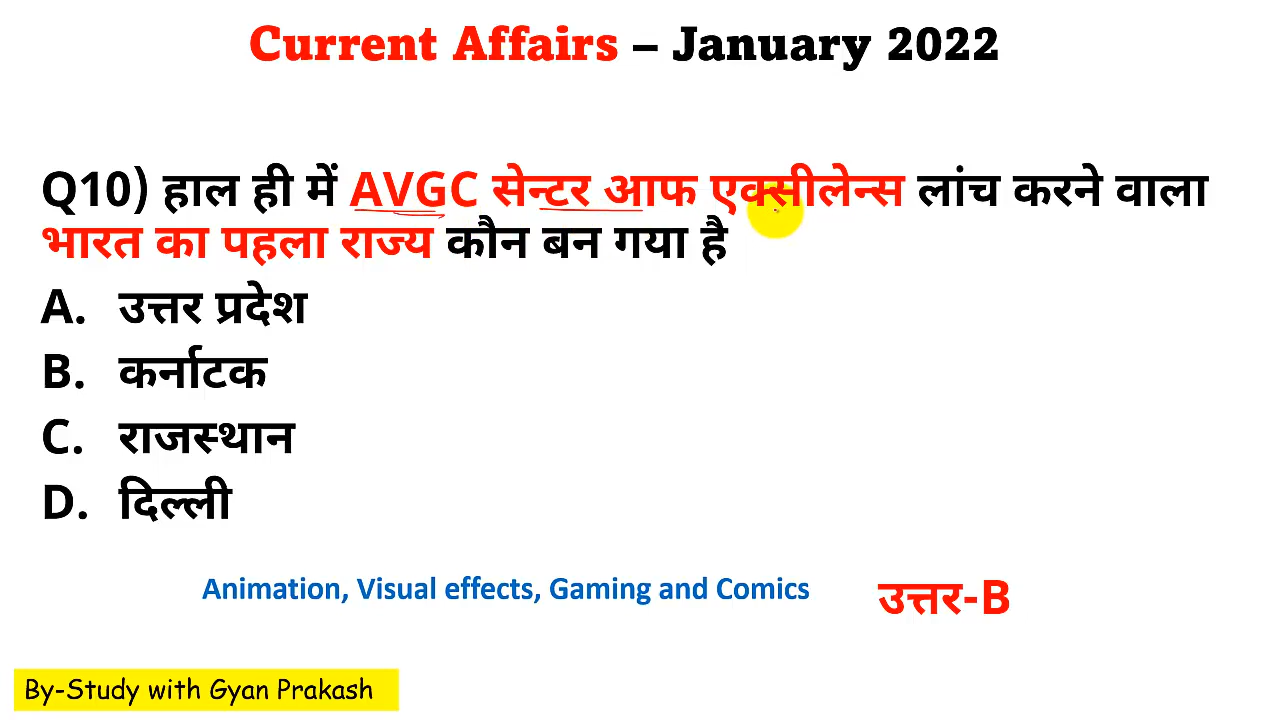 Current Affairs – January 2022
Q10) हाल ही में AVGC सेन्टर आफ एक्सीलेन्स लांच करने वाला
भारत का पहला राज्य कौन बन गया है
A. उत्तर प्रदेश
B. कर्नाटक
C. राजस्थान
D. दिल्ली
Animation, Visual effects, Gaming and Comics
उत्तर-B
By-Study with Gyan Prakash